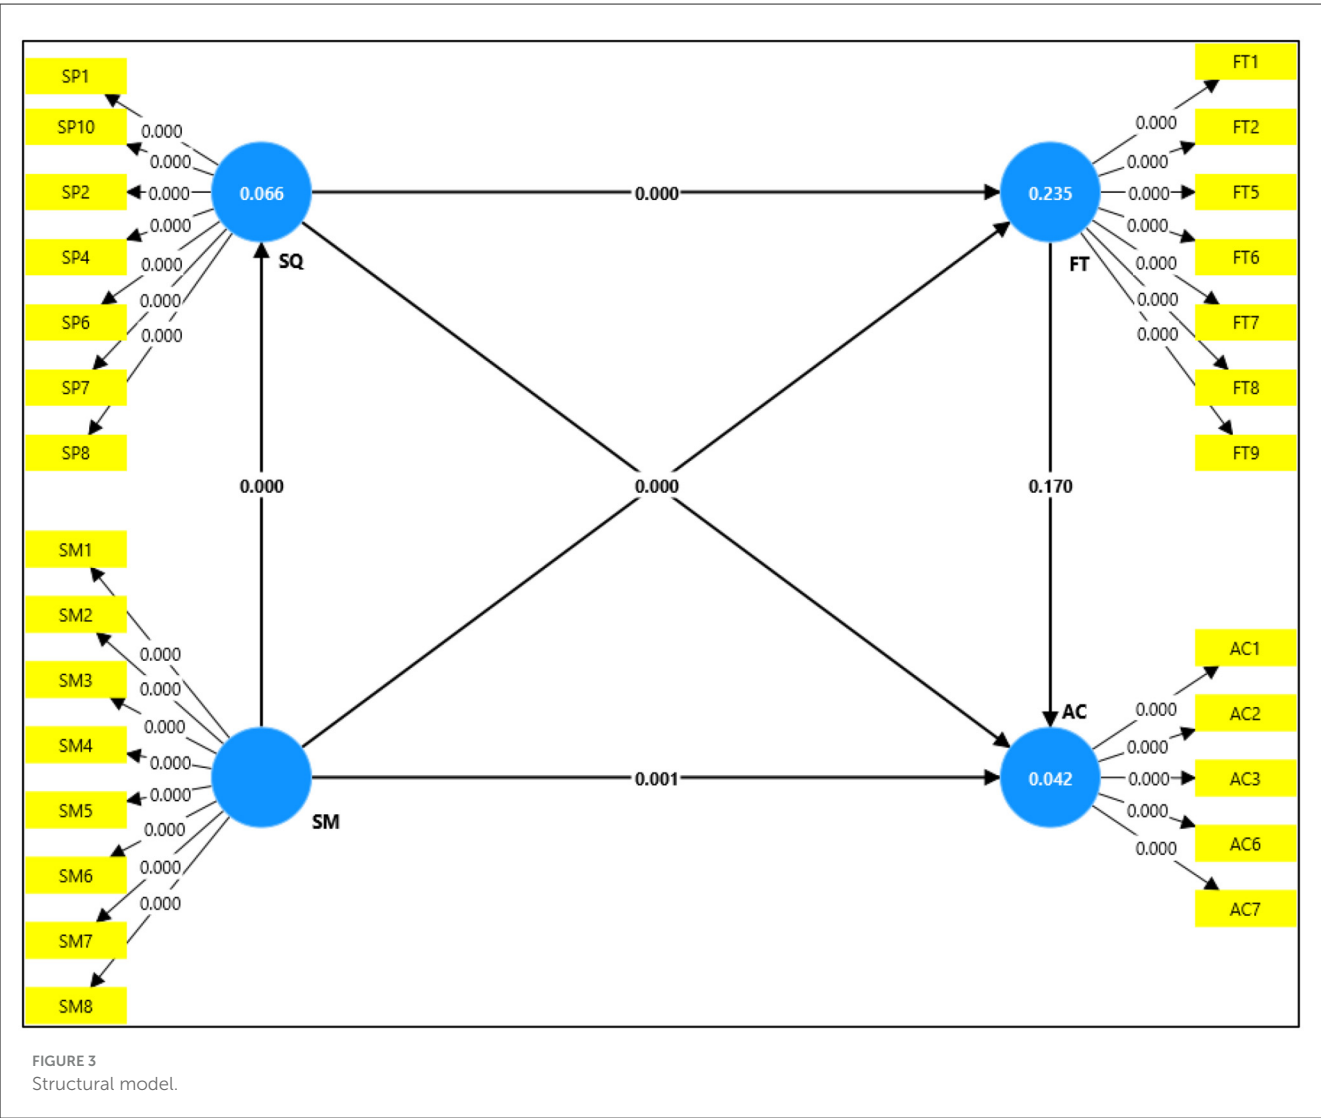 SP1
SP10
SP2
SP4
SP6
SP7
SP8
0.000
0.000
0.000
0.000
0.000
0.000
0.000
0.066
SQ
0.000
FT1
FT2
FT5
FT6
FT7
FT8
FT9
0.000
0.000
0.000
0.000
0.000
0.000
0.000
0.235
FT
0.000
0.000
0.170
SM1
SM2
SM3
SM4
SM5
SM6
SM7
SM8
0.000
0.000
0.000
0.000
0.000
0.000
0.000
0.000
SM
0.001
AC
0.042
0.000
0.000
0.000
0.000
0.000
AC1
AC2
AC3
AC6
AC7
FIGURE 3
Structural model.